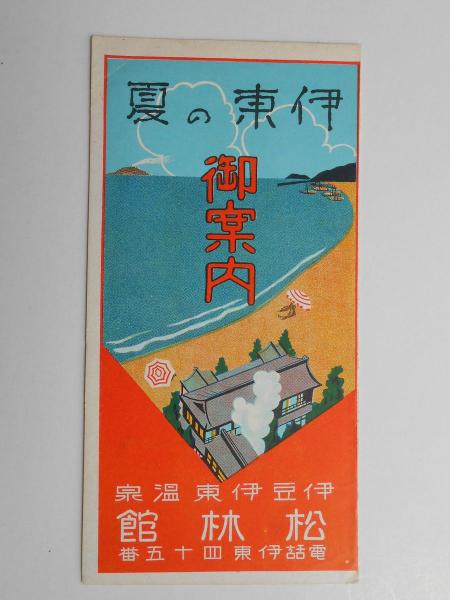 伊東の夏
御案内
伊豆伊東温泉
松林館
電話伊東四十五番